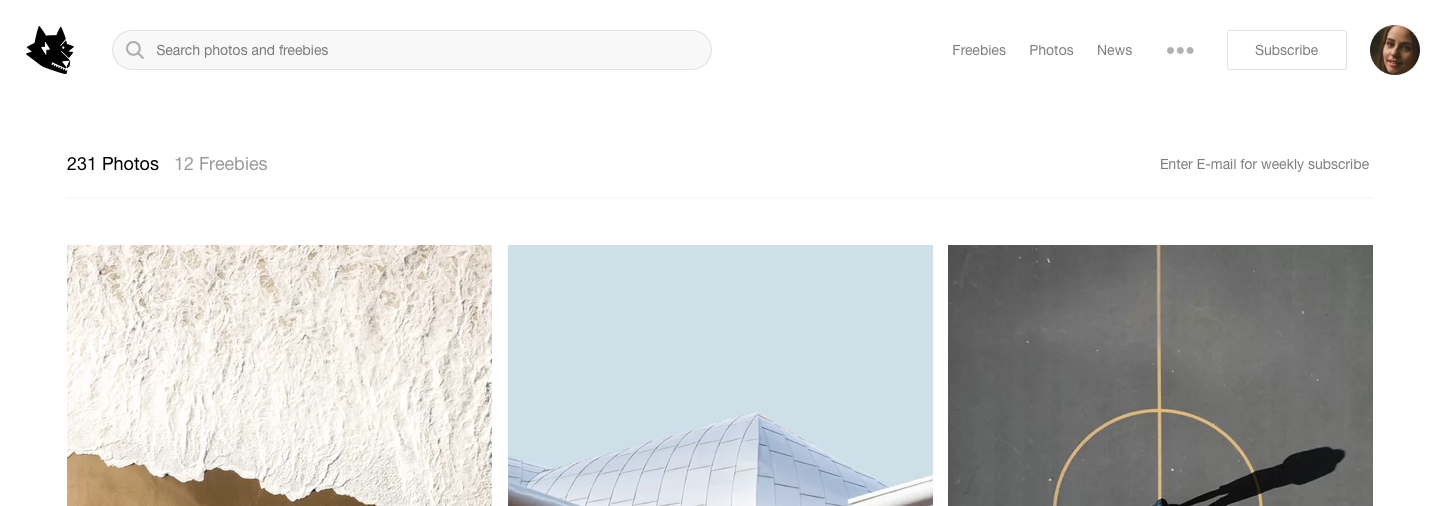 Search photos and freebies
Freebies
Photos
News
Subscribe
231 Photos
12 Freebies
Enter E-mail for weekly subscribe